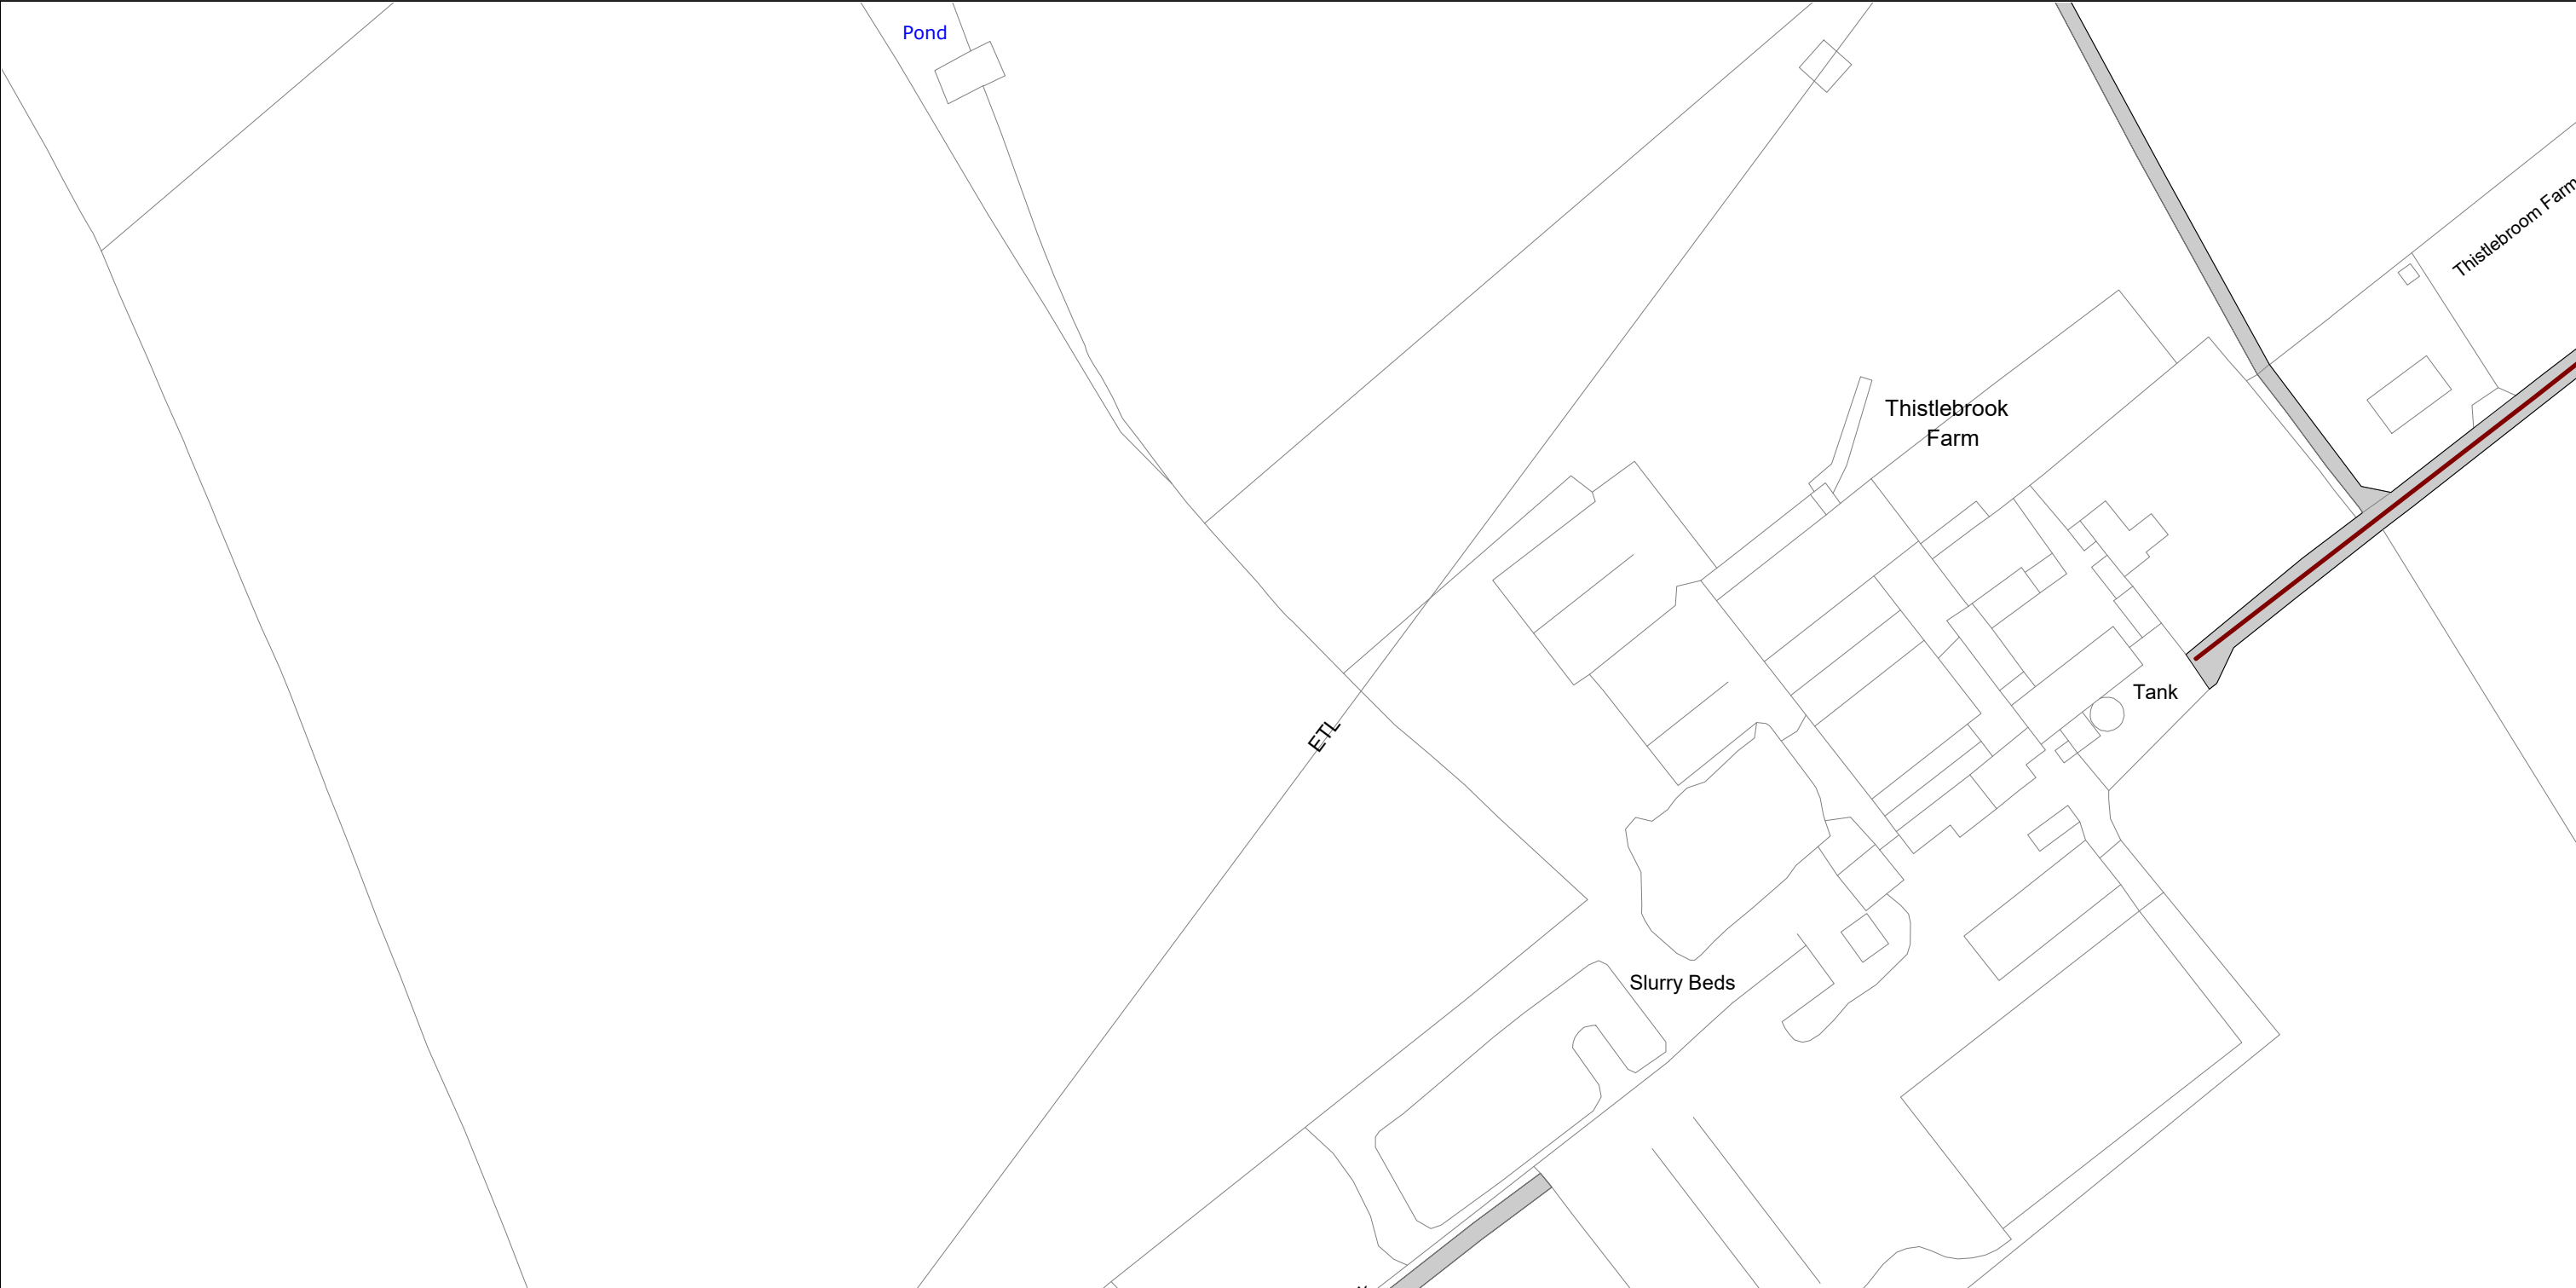 Pond
Thistlebroom Farm
Thistlebrook
Farm
Tank
ETL
Slurry Beds